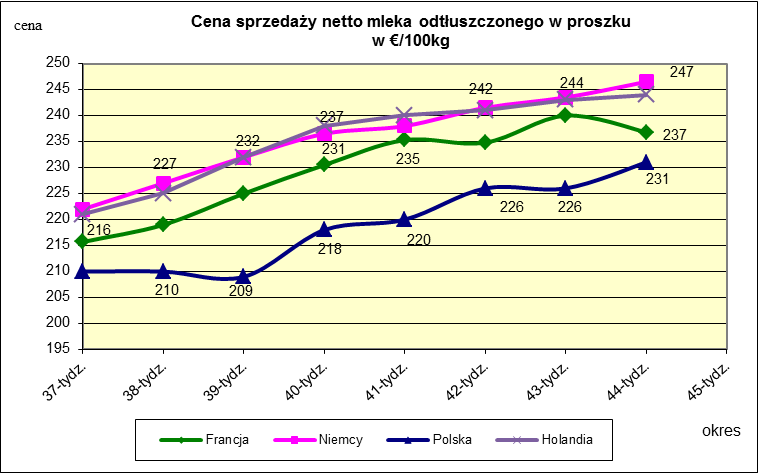 Cena sprzedaży netto mleka odtłuszczonego w proszku
w €/100kg
cena
250
245
240
235
230
225
220
215
210
205
200
195
247
244
242
237
232
227
216
231
235
237
210
209
218
220
226
226
231
37-tydz.
38-tydz.
39-tydz.
40-tydz.
41-tydz.
42-tydz.
43-tydz.
44-tydz.
45-tydz.
okres
Francja
Niemcy
Polska
Holandia